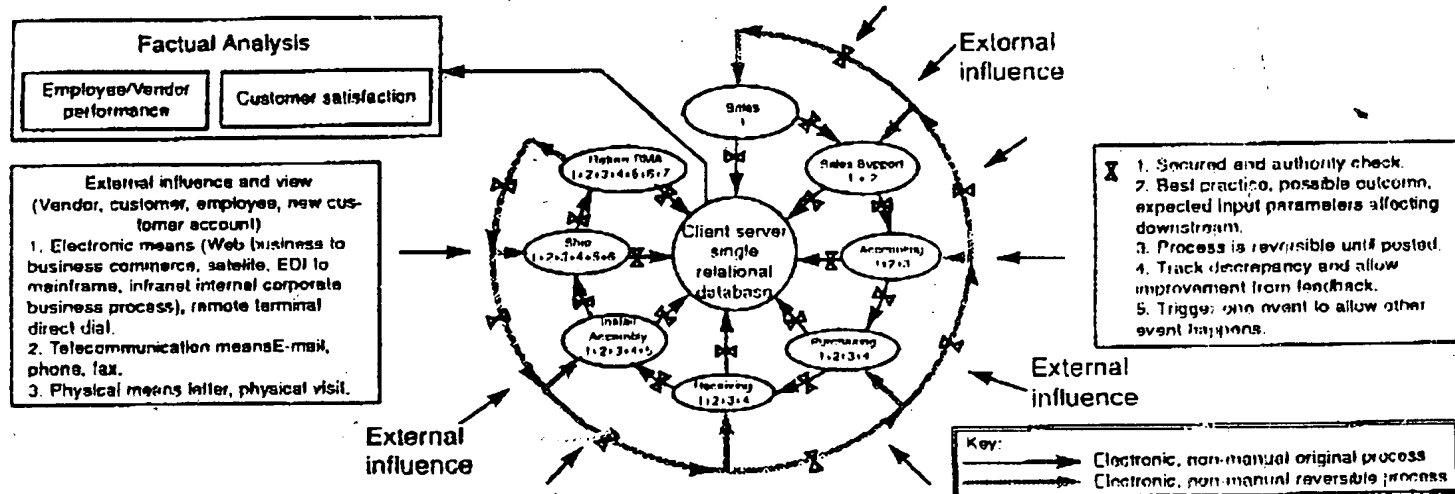 Factual Analysis
Employee/Vendor
performance
Customer satisfaction
External influence and view
(Vendor, customer, employee, new cus-
tomer account)
1. Electronic means (Web business to
business commerce, satelite, EDI to
mainframe, infranet internal corporate
business process), remote terminal
direct dial.
2. Telecommunication meansE-mail,
phone, fax.
3. Physical means letter, physical visit.
External
influence
Sales
1
Sales Support
1 + 2
Accounting
1+2+3
Purchasing
1+2+3+4
Receiving
1+2+3+4
Install
Assembly
1+2+3+4+5
Ship
1+2+3+4+5+6
Return RMA
1+2+3+4+5+6+7
Client server
single
relational
database
1. Secured and authority check.
2. Best practice, possible outcome,
expected input parameters affecting
downstream.
3. Process is reversible until posted.
4. Track discrepancy and allow
improvement from feedback.
5. Trigger one event to allow other
event happens.
External
influence
External
influence
Key:
Electronic, non-manual original process
Electronic, non-manual reversible process